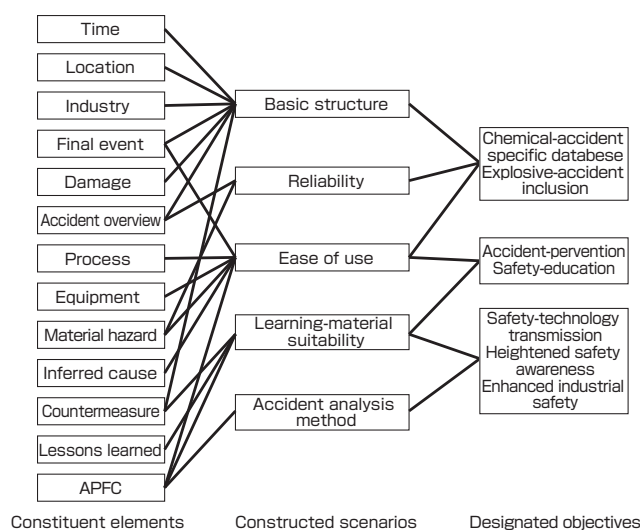 Time
Location
Industry
Final event
Damage
Accident overview
Process
Equipment
Material hazard
Inferred cause
Countermeasure
Lessons learned
APFC
Constituent elements
Basic structure
Reliability
Ease of use
Learning-material
suitability
Accident analysis
method
Constructed scenarios
Chemical-accident
specific databese
Explosive-accident
inclusion
Accident-pervention
Safety-education
Safety-technology
transmission
Heightened safety
awareness
Enhanced industrial
safety
Designated objectives